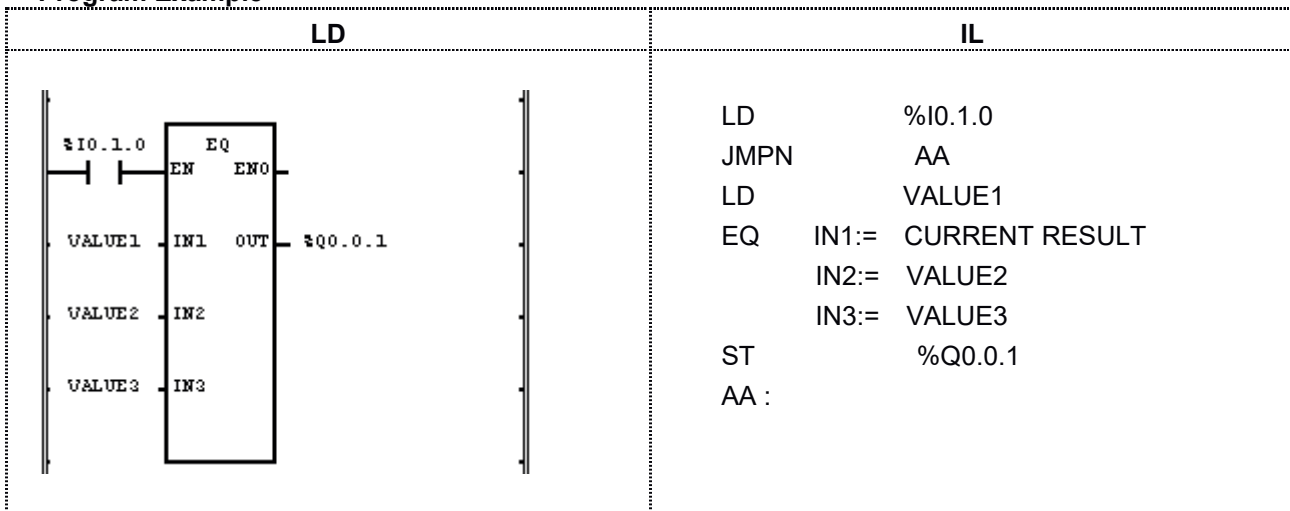 Program Example
LD IL
%I0.1.0 EQ
EN ENO
VALUE1 IN1 OUT %Q0.0.1
VALUE2 IN2
VALUE3 IN3
LD %I0.1.0
JMPN AA
LD VALUE1
EQ IN1:= CURRENT RESULT
IN2:= VALUE2
IN3:= VALUE3
ST %Q0.0.1
AA :